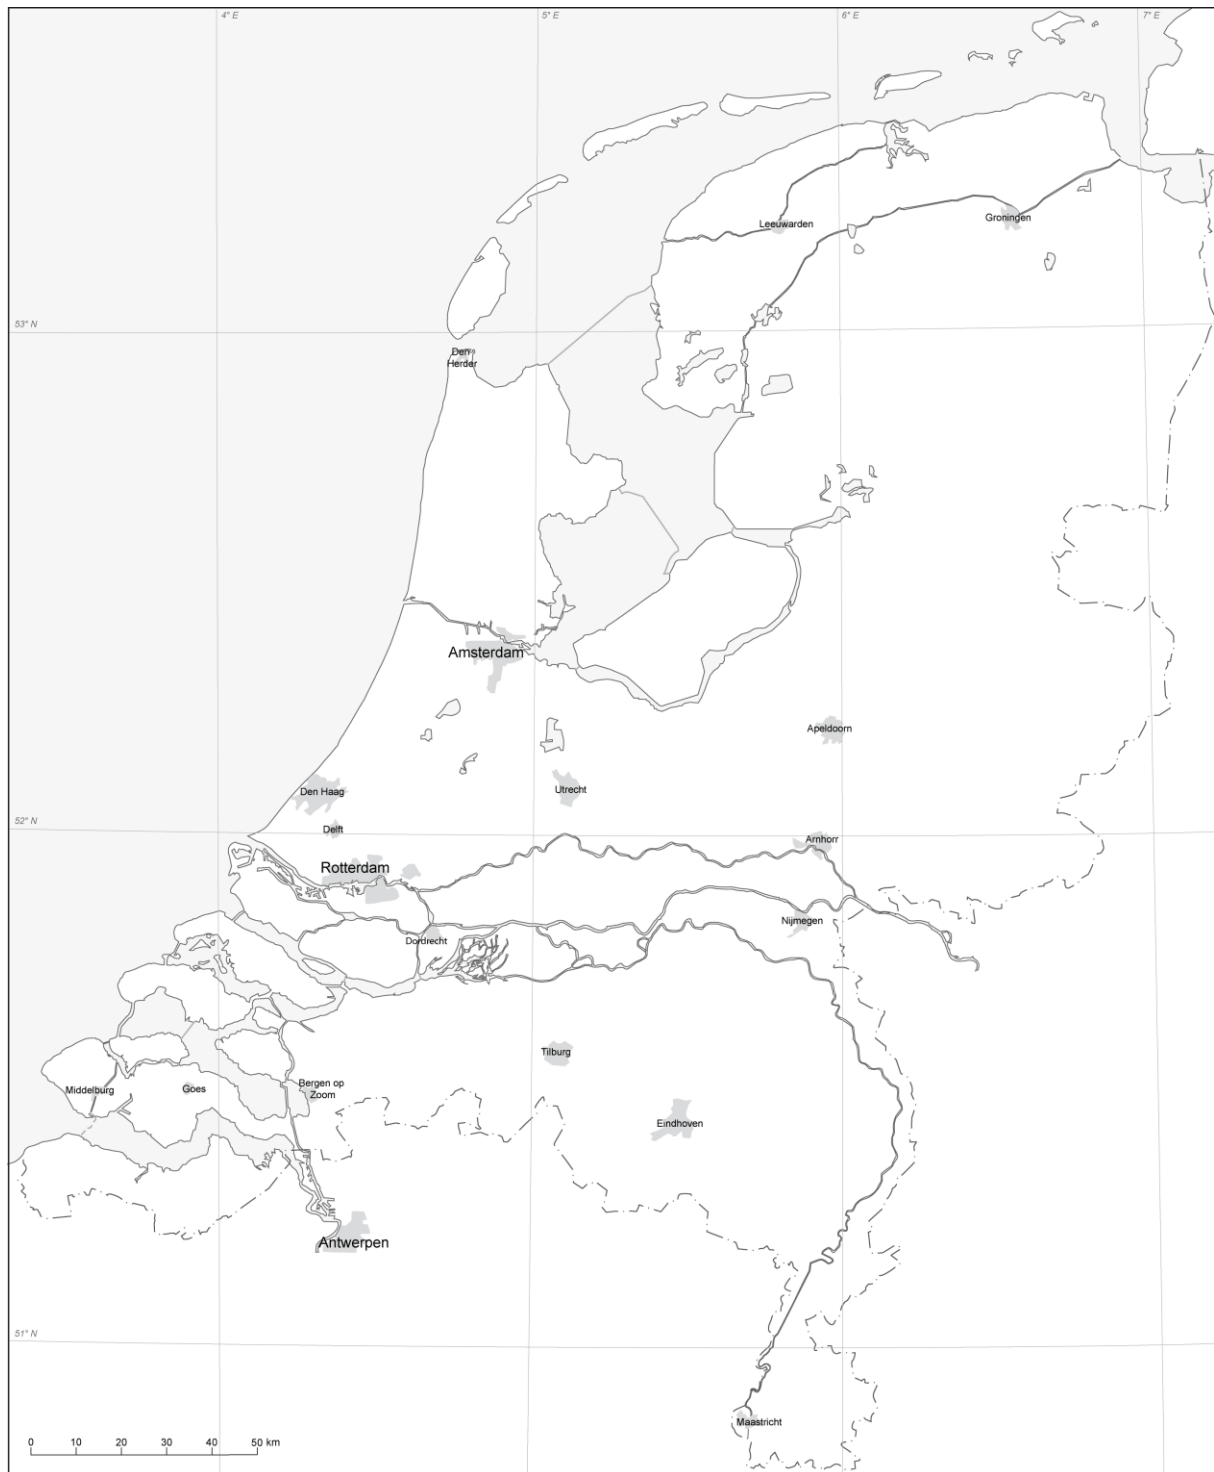 4° E
5° E
6° E
7° E
Leeuwarden
Groningen
53° N
Den
Herder
Amsterdam
Apeldoorn
Den Haag
Utrecht
52° N
Delft
Arnhorr
Rotterdam
Nijmegen
Dordrecht
Tilburg
Middelburg
Goes
Bergen op
Zoom
Eindhoven
Antwerpen
51° N
Maastricht
0 10 20 30 40 50 km